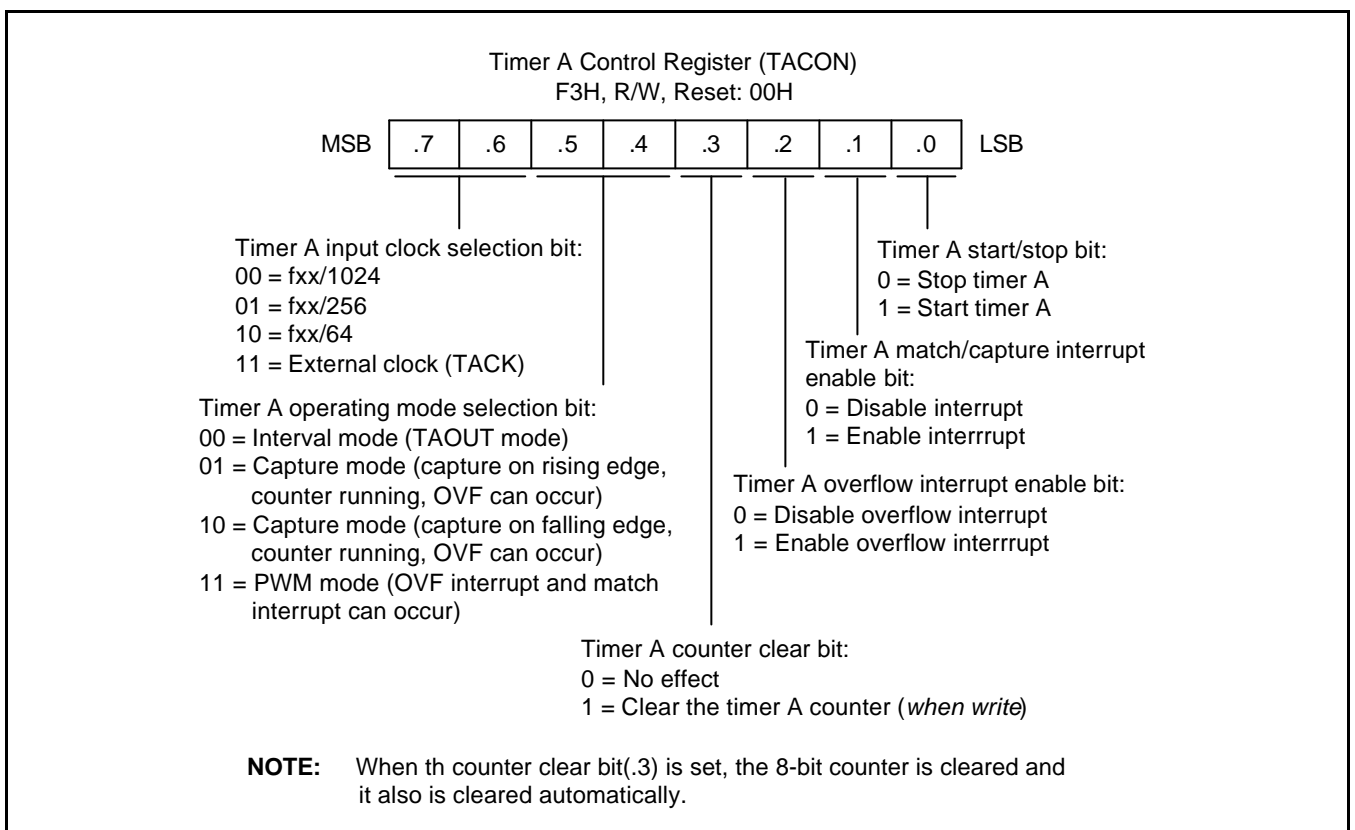 Timer A Control Register (TACON)
F3H, R/W, Reset: 00H
MSB .7 .6 .5 .4 .3 .2 .1 .0 LSB
Timer A input clock selection bit:
00 = fxx/1024
01 = fxx/256
10 = fxx/64
11 = External clock (TACK)
Timer A operating mode selection bit:
00 = Interval mode (TAOUT mode)
01 = Capture mode (capture on rising edge,
counter running, OVF can occur)
10 = Capture mode (capture on falling edge,
counter running, OVF can occur)
11 = PWM mode (OVF interrupt and match
interrupt can occur)
Timer A start/stop bit:
0 = Stop timer A
1 = Start timer A
Timer A match/capture interrupt
enable bit:
0 = Disable interrupt
1 = Enable interrrupt
Timer A overflow interrupt enable bit:
0 = Disable overflow interrupt
1 = Enable overflow interrrupt
Timer A counter clear bit:
0 = No effect
1 = Clear the timer A counter (when write)
NOTE: When th counter clear bit(.3) is set, the 8-bit counter is cleared and
it also is cleared automatically.